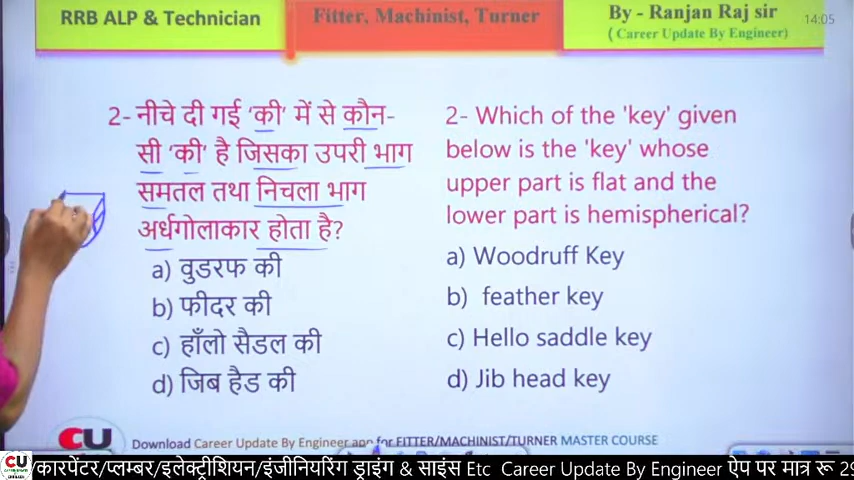 RRB ALP & Technician
Fitter, Machinist, Turner
By - Ranjan Raj sir
( Career Update By Engineer)
14:05
2- नीचे दी गई 'की' में से कौन-
सी 'की' है जिसका उपरी भाग
समतल तथा निचला भाग
अर्धगोलाकार होता है?
a) वुडरफ की
b) फीदर की
c) हाँलो सैडल की
d) जिब हैड की
2- Which of the 'key' given
below is the 'key' whose
upper part is flat and the
lower part is hemispherical?
a) Woodruff Key
b) feather key
c) Hello saddle key
d) Jib head key
CU
Download Career Update By Engineer app for FITTER/MACHINIST/TURNER MASTER COURSE
CU
/कारपेंटर/प्लम्बर/इलेक्ट्रीशियन/इंजीनियरिंग ड्राइंग & साइंस Etc Career Update By Engineer ऐप पर मात्र रू 29